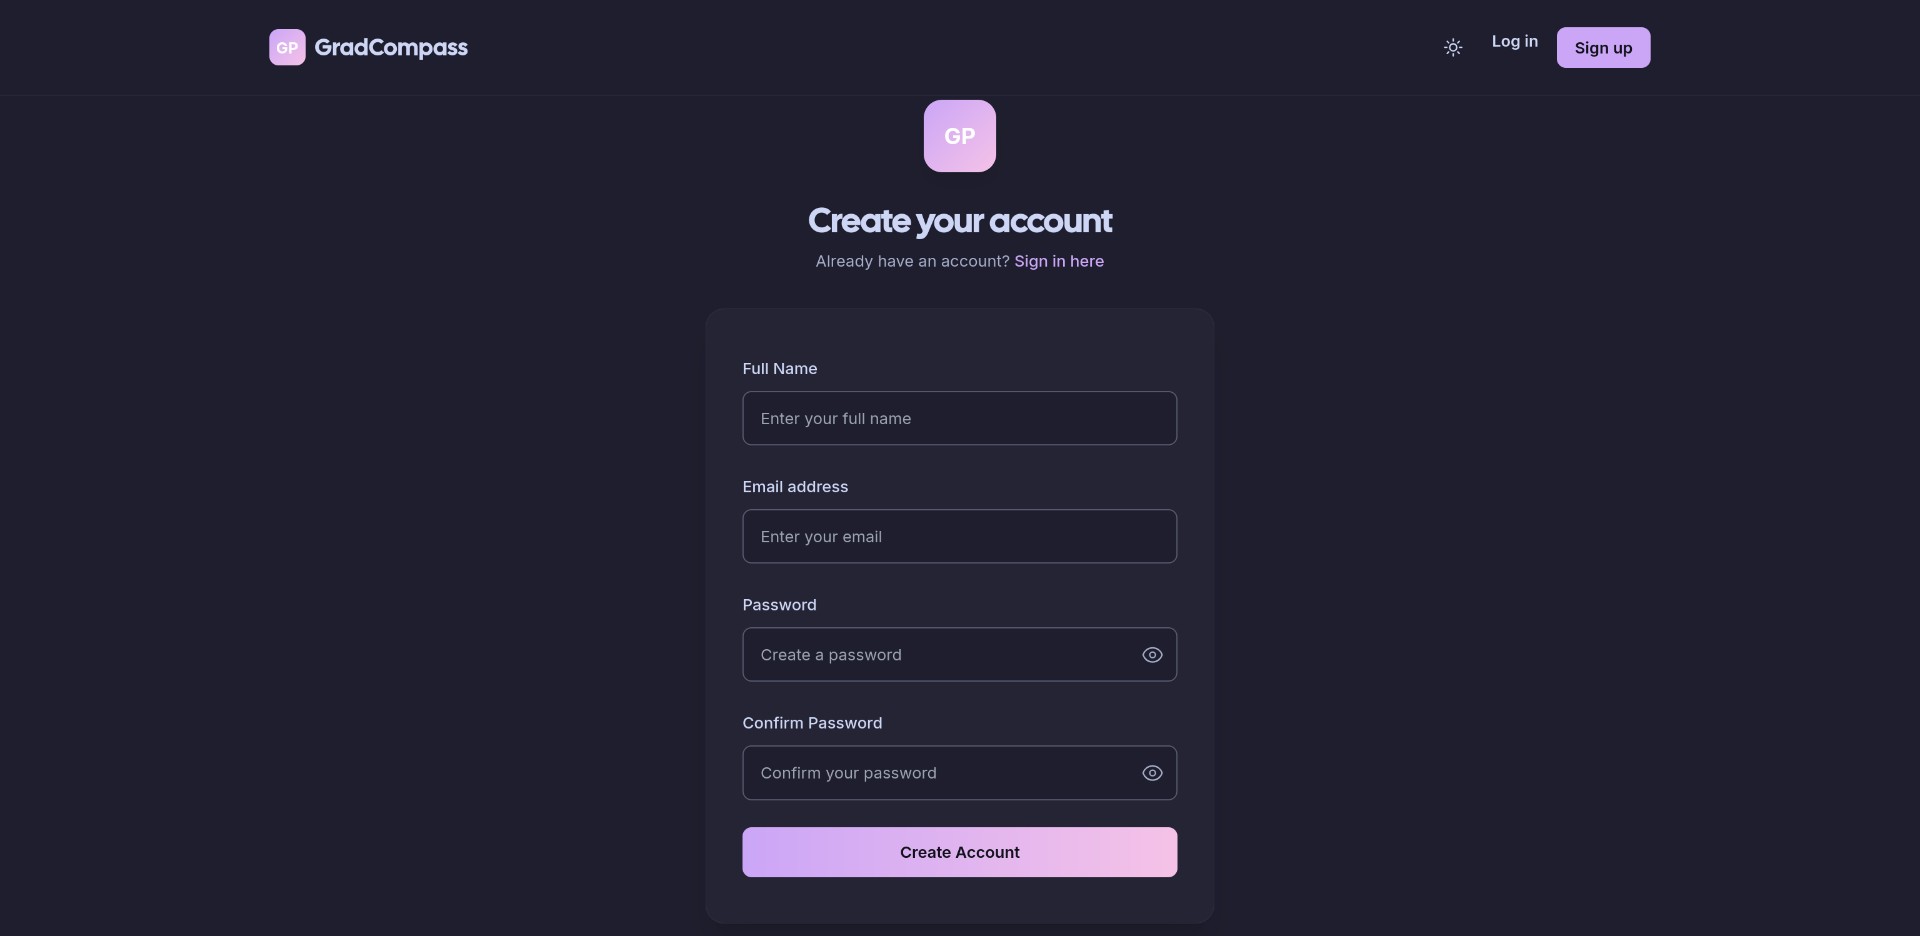 GP GradCompass
Log in
Sign up
GP
Create your account
Already have an account? Sign in here
Full Name
Enter your full name
Email address
Enter your email
Password
Create a password
Confirm Password
Confirm your password
Create Account